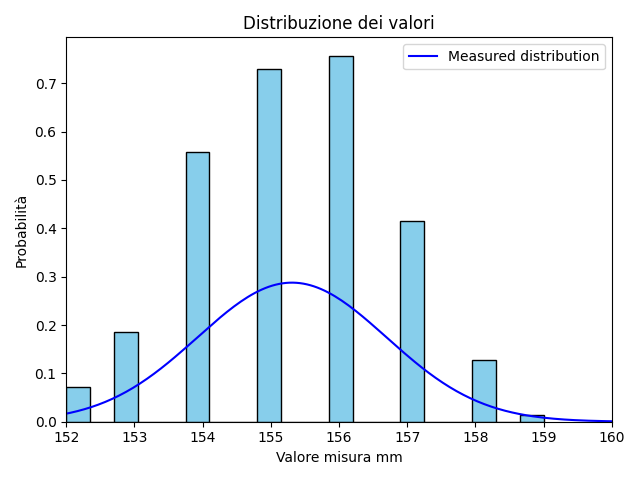 Distribuzione dei valori
Measured distribution
0.7
0.6
0.5
0.4
0.3
0.2
0.1
0.0
Probabilità
152 153 154 155 156 157 158 159 160
Valore misura mm